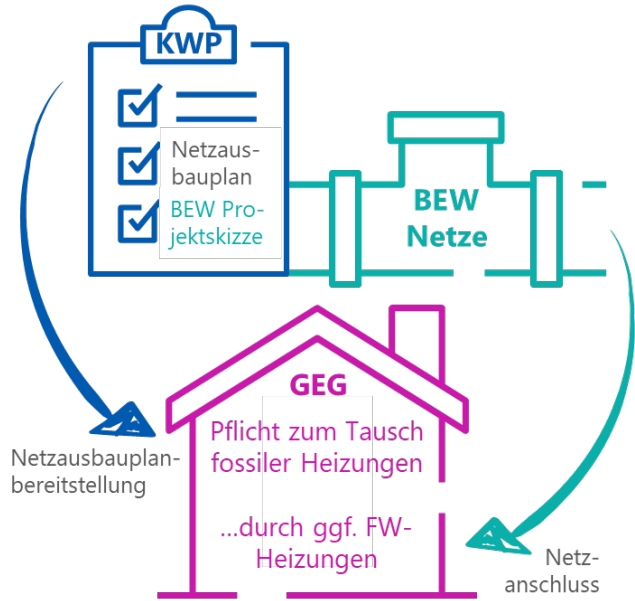 KWP
Netzaus-
bauplan
BEW Pro-
jektskizze
BEW
Netze
GEG
Pflicht zum Tausch
fossiler Heizungen
...durch ggf. FW-
Heizungen
Netzausbauplan-
bereitstellung
Netz-
anschluss